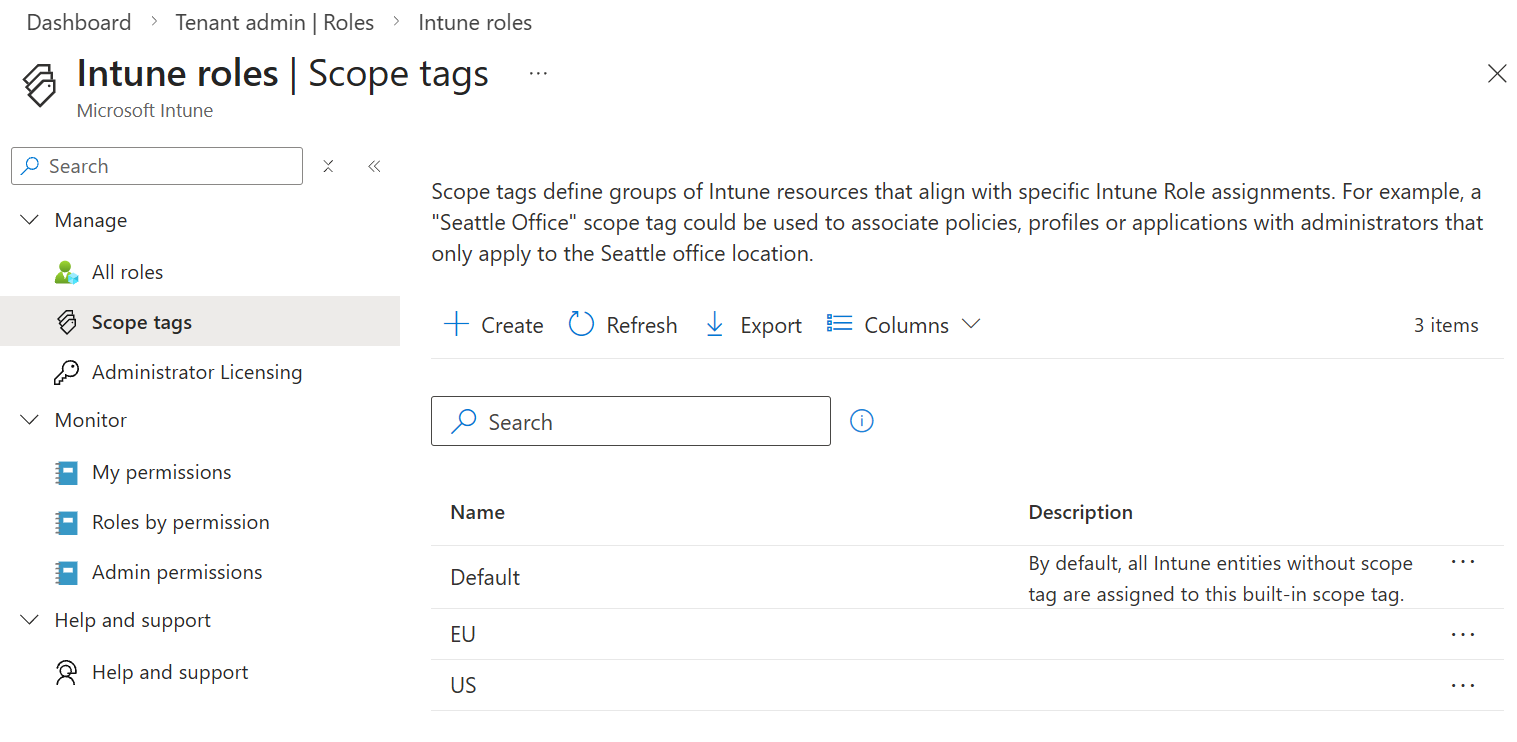 Dashboard > Tenant admin | Roles > Intune roles
Intune roles | Scope tags ...
Microsoft Intune
Search
Manage
All roles
Scope tags
Administrator Licensing
Monitor
My permissions
Roles by permission
Admin permissions
Help and support
Help and support
Scope tags define groups of Intune resources that align with specific Intune Role assignments. For example, a
"Seattle Office" scope tag could be used to associate policies, profiles or applications with administrators that
only apply to the Seattle office location.
Create Refresh Export Columns 3 items
Search
Name Description
Default By default, all Intune entities without scope
tag are assigned to this built-in scope tag. ...
EU ...
US ...